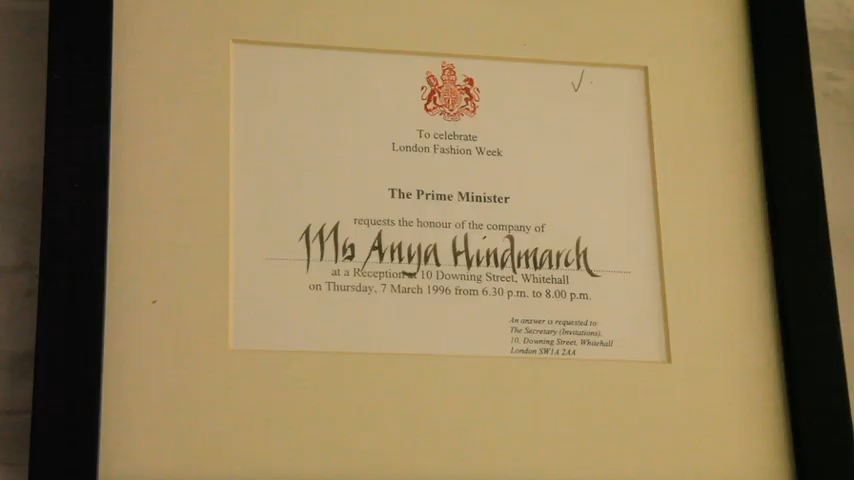 To celebrate
London Fashion Week
The Prime Minister
requests the honour of the company of
Ms Anya Hindmarch
at a Reception at 10 Downing Street, Whitehall
on Thursday, 7 March 1996 from 6.30 p.m. to 8.00 p.m.
An answer is requested to:
The Secretary (Invitations),
10, Downing Street, Whitehall
London SW1A 2AA